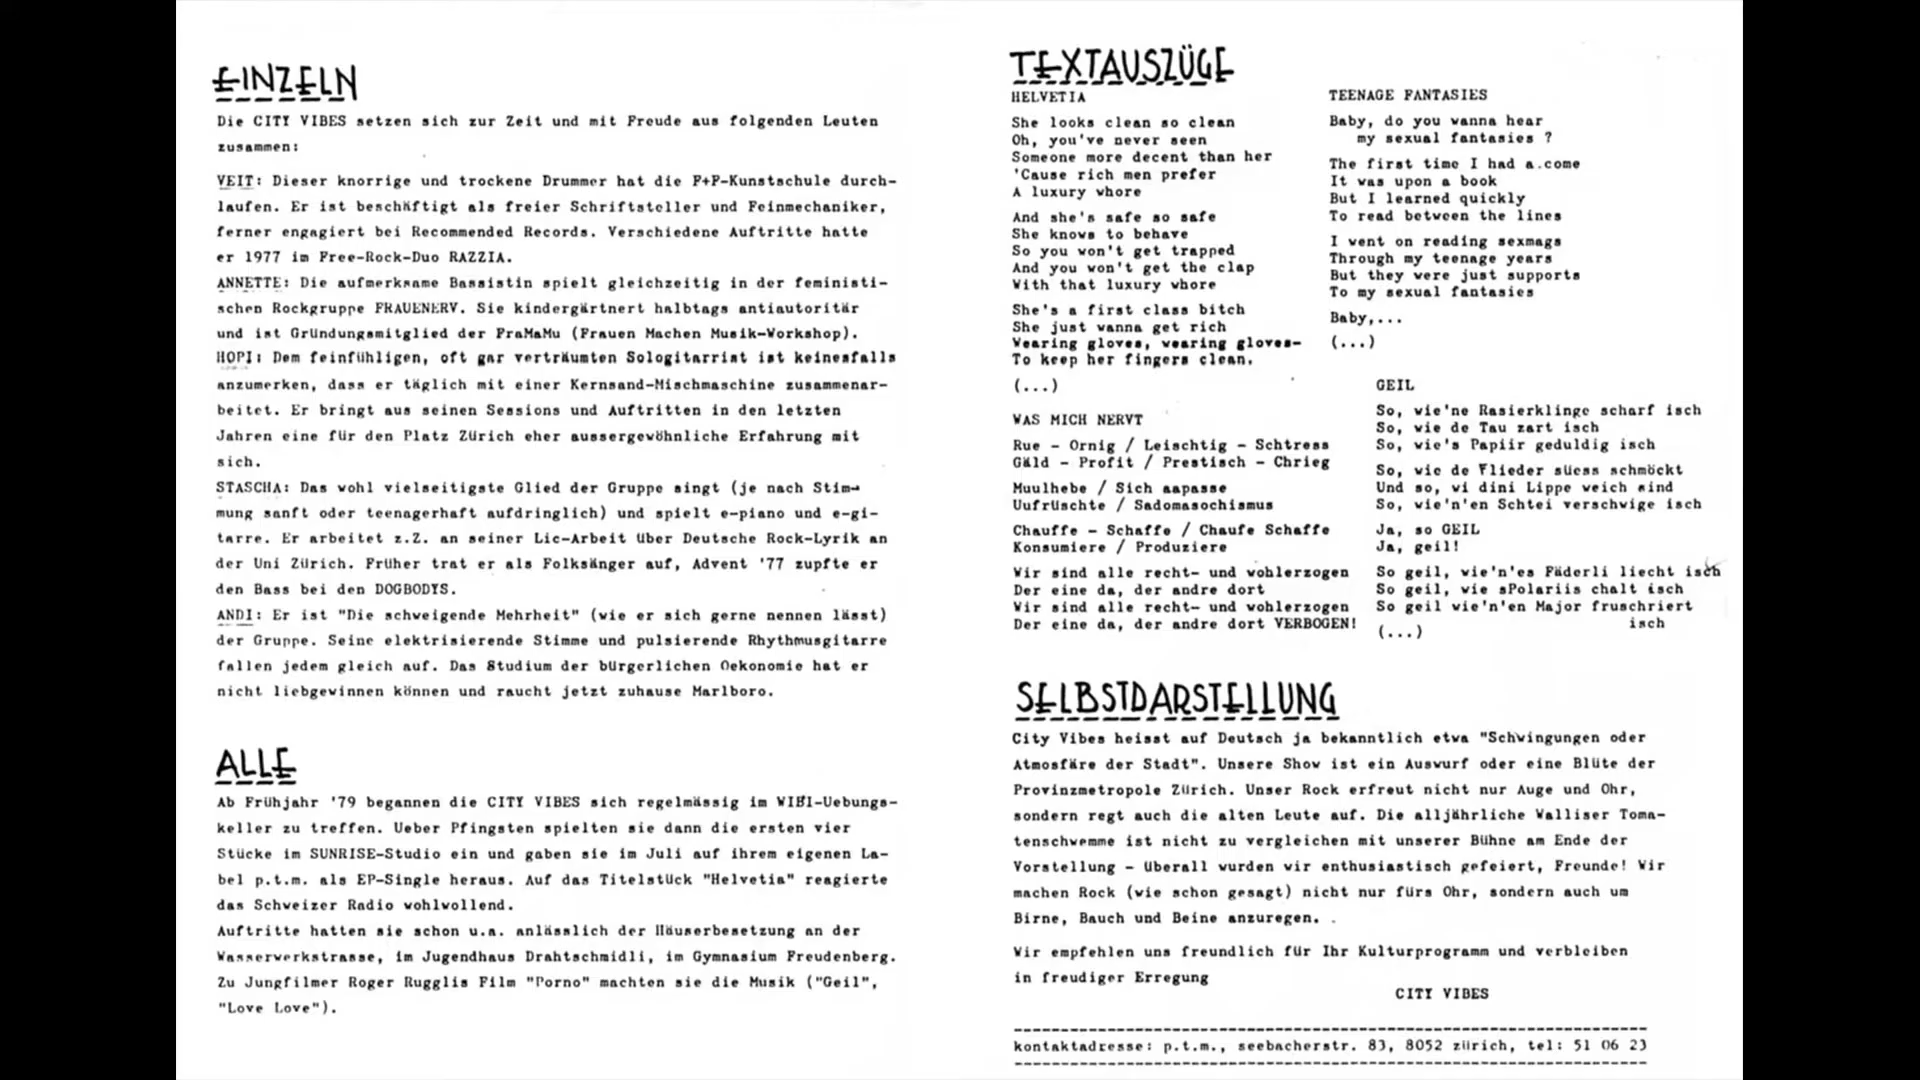 EINZELN
Die CITY VIBES setzen sich zur Zeit und mit Freude aus folgenden Leuten
zusammen:
VEIT: Dieser knorrige und trockene Drummer hat die F+F-Kunstschule durch-
laufen. Er ist beschäftigt als freier Schriftsteller und Feinmechaniker,
ferner engagiert bei Recommended Records. Verschiedene Auftritte hatte
er 1977 im Free-Rock-Duo RAZZIA.
ANNETTE: Die aufmerksame Bassistin spielt gleichzeitig in der feministi-
schen Rockgruppe FRAUENERV. Sie kindergärtnert halbtags antiautoritär
und ist Gründungsmitglied der FraMaMu (Frauen Machen Musik-Workshop).
HOPI: Dem feinfühligen, oft gar verträumten Sologitarrist ist keinesfalls
anzumerken, dass er täglich mit einer Kernsand-Mischmaschine zusammenar-
beitet. Er bringt aus seinen Sessions und Auftritten in den letzten
Jahren eine für den Platz Zürich eher aussergewöhnliche Erfahrung mit
sich.
STASCHA: Das wohl vielseitigste Glied der Gruppe singt (je nach Stim-
mung sanft oder teenagerhaft aufdringlich) und spielt e-piano und e-gi-
tarre. Er arbeitet z.Z. an seiner Lic-Arbeit über Deutsche Rock-Lyrik an
der Uni Zürich. Früher trat er als Folksänger auf, Advent '77 zupfte er
den Bass bei den DOGBODYS.
ANDI: Er ist "Die schweigende Mehrheit" (wie er sich gerne nennen lässt)
der Gruppe. Seine elektrisierende Stimme und pulsierende Rhythmusgitarre
fallen jedem gleich auf. Das Studium der bürgerlichen Oekonomie hat er
nicht liebgewinnen können und raucht jetzt zuhause Marlboro.
ALLE
Ab Frühjahr '79 begannen die CITY VIBES sich regelmässig im WIBI-Uebungs-
keller zu treffen. Ueber Pfingsten spielten sie dann die ersten vier
Stücke im SUNRISE-Studio ein und gaben sie im Juli auf ihrem eigenen La-
bel p.t.m. als EP-Single heraus. Auf das Titelstück "Helvetia" reagierte
das Schweizer Radio wohlwollend.
Auftritte hatten sie schon u.a. anlässlich der Häuserbesetzung an der
Wasserwerkstrasse, im Jugendhaus Drahtschmidli, im Gymnasium Freudenberg.
Zu Jungfilmer Roger Rugglis Film "Porno" machten sie die Musik ("Geil",
"Love Love").
TEXTAUSZÜGE
HELVETIA
She looks clean so clean
Oh, you've never seen
Someone more decent than her
'Cause rich men prefer
A luxury whore
And she's safe so safe
She knows to behave
So you won't get trapped
And you won't get the clap
With that luxury whore
She's a first class bitch
She just wanna get rich
Wearing gloves, wearing gloves-
To keep her fingers clean.
(...)
WAS MICH NERVT
Rue - Ornig / Leischtig - Schtress
Gäld - Profit / Prestisch - Chrieg
Muulhebe / Sich aapasse
Uufrüschte / Sadomasochismus
Chauffe - Schaffe / Chaufe Schaffe
Konsumiere / Produziere
Wir sind alle recht- und wohlerzogen
Der eine da, der andre dort
Wir sind alle recht- und wohlerzogen
Der eine da, der andre dort VERBOGEN!
TEENAGE FANTASIES
Baby, do you wanna hear
my sexual fantasies ?
The first time I had a.come
It was upon a book
But I learned quickly
To read between the lines
I went on reading sexmags
Through my teenage years
But they were just supports
To my sexual fantasies
Baby,...
(...)
GEIL
So, wie'ne Rasierklinge scharf isch
So, wie de Tau zart isch
So, wie's Papiir geduldig isch
So, wie de Flieder süess schmöckt
Und so, wi dini Lippe weich sind
So, wie'n'en Schtei verschwige isch
Ja, so GEIL
Ja, geil!
So geil, wie'n'es Fäderli liecht isch
So geil, wie sPolariis chalt isch
So geil wie'n'en Major fruschriert
isch
(...)
SELBSTDARSTELLUNG
City Vibes heisst auf Deutsch ja bekanntlich etwa "Schwingungen oder
Atmosfäre der Stadt". Unsere Show ist ein Auswurf oder eine Blüte der
Provinzmetropole Zürich. Unser Rock erfreut nicht nur Auge und Ohr,
sondern regt auch die alten Leute auf. Die alljährliche Walliser Toma-
tenschwemme ist nicht zu vergleichen mit unserer Bühne am Ende der
Vorstellung - überall wurden wir enthusiastisch gefeiert, Freunde! Wir
machen Rock (wie schon gesagt) nicht nur fürs Ohr, sondern auch um
Birne, Bauch und Beine anzuregen.
Wir empfehlen uns freundlich für Ihr Kulturprogramm und verbleiben
in freudiger Erregung
CITY VIBES
kontaktadresse: p.t.m., seebacherstr. 83, 8052 zürich, tel: 51 06 23